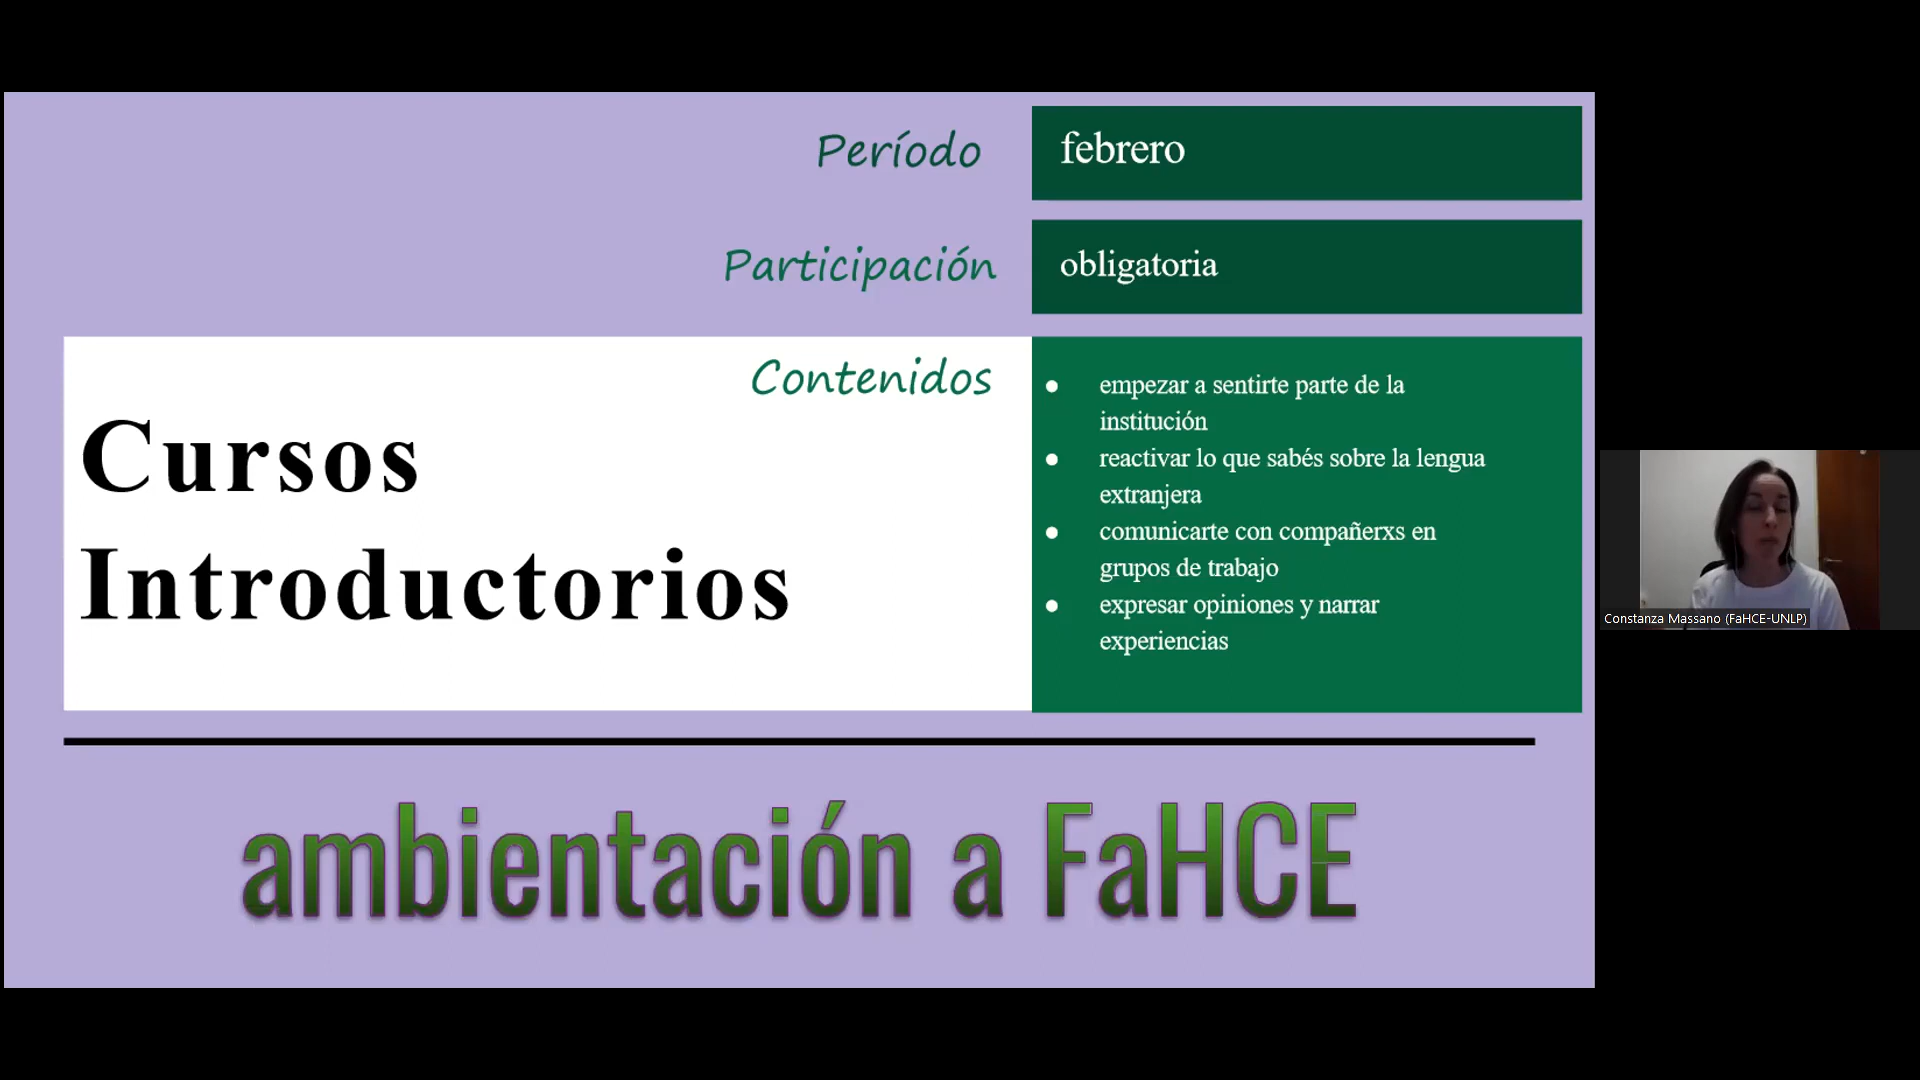 Período
febrero
Participación
obligatoria
Contenidos
Cursos
Introductorios
● empezar a sentirte parte de la
institución
● reactivar lo que sabés sobre la lengua
extranjera
● comunicarte con compañerxs en
grupos de trabajo
● expresar opiniones y narrar
experiencias
ambientación a FaHCE
Constanza Massano (FaHCE-UNLP)